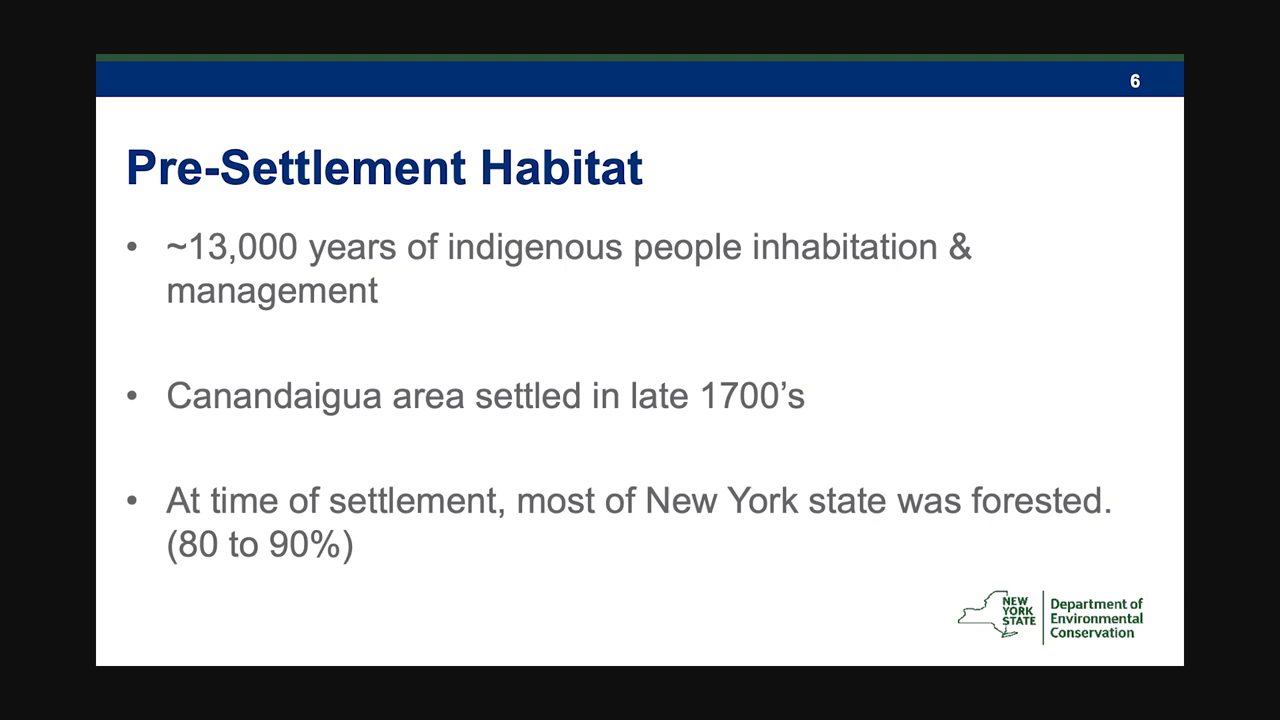 6
Pre-Settlement Habitat
• ~13,000 years of indigenous people inhabitation &
management
• Canandaigua area settled in late 1700’s
• At time of settlement, most of New York state was forested.
(80 to 90%)
NEW
YORK
STATE
Department of
Environmental
Conservation